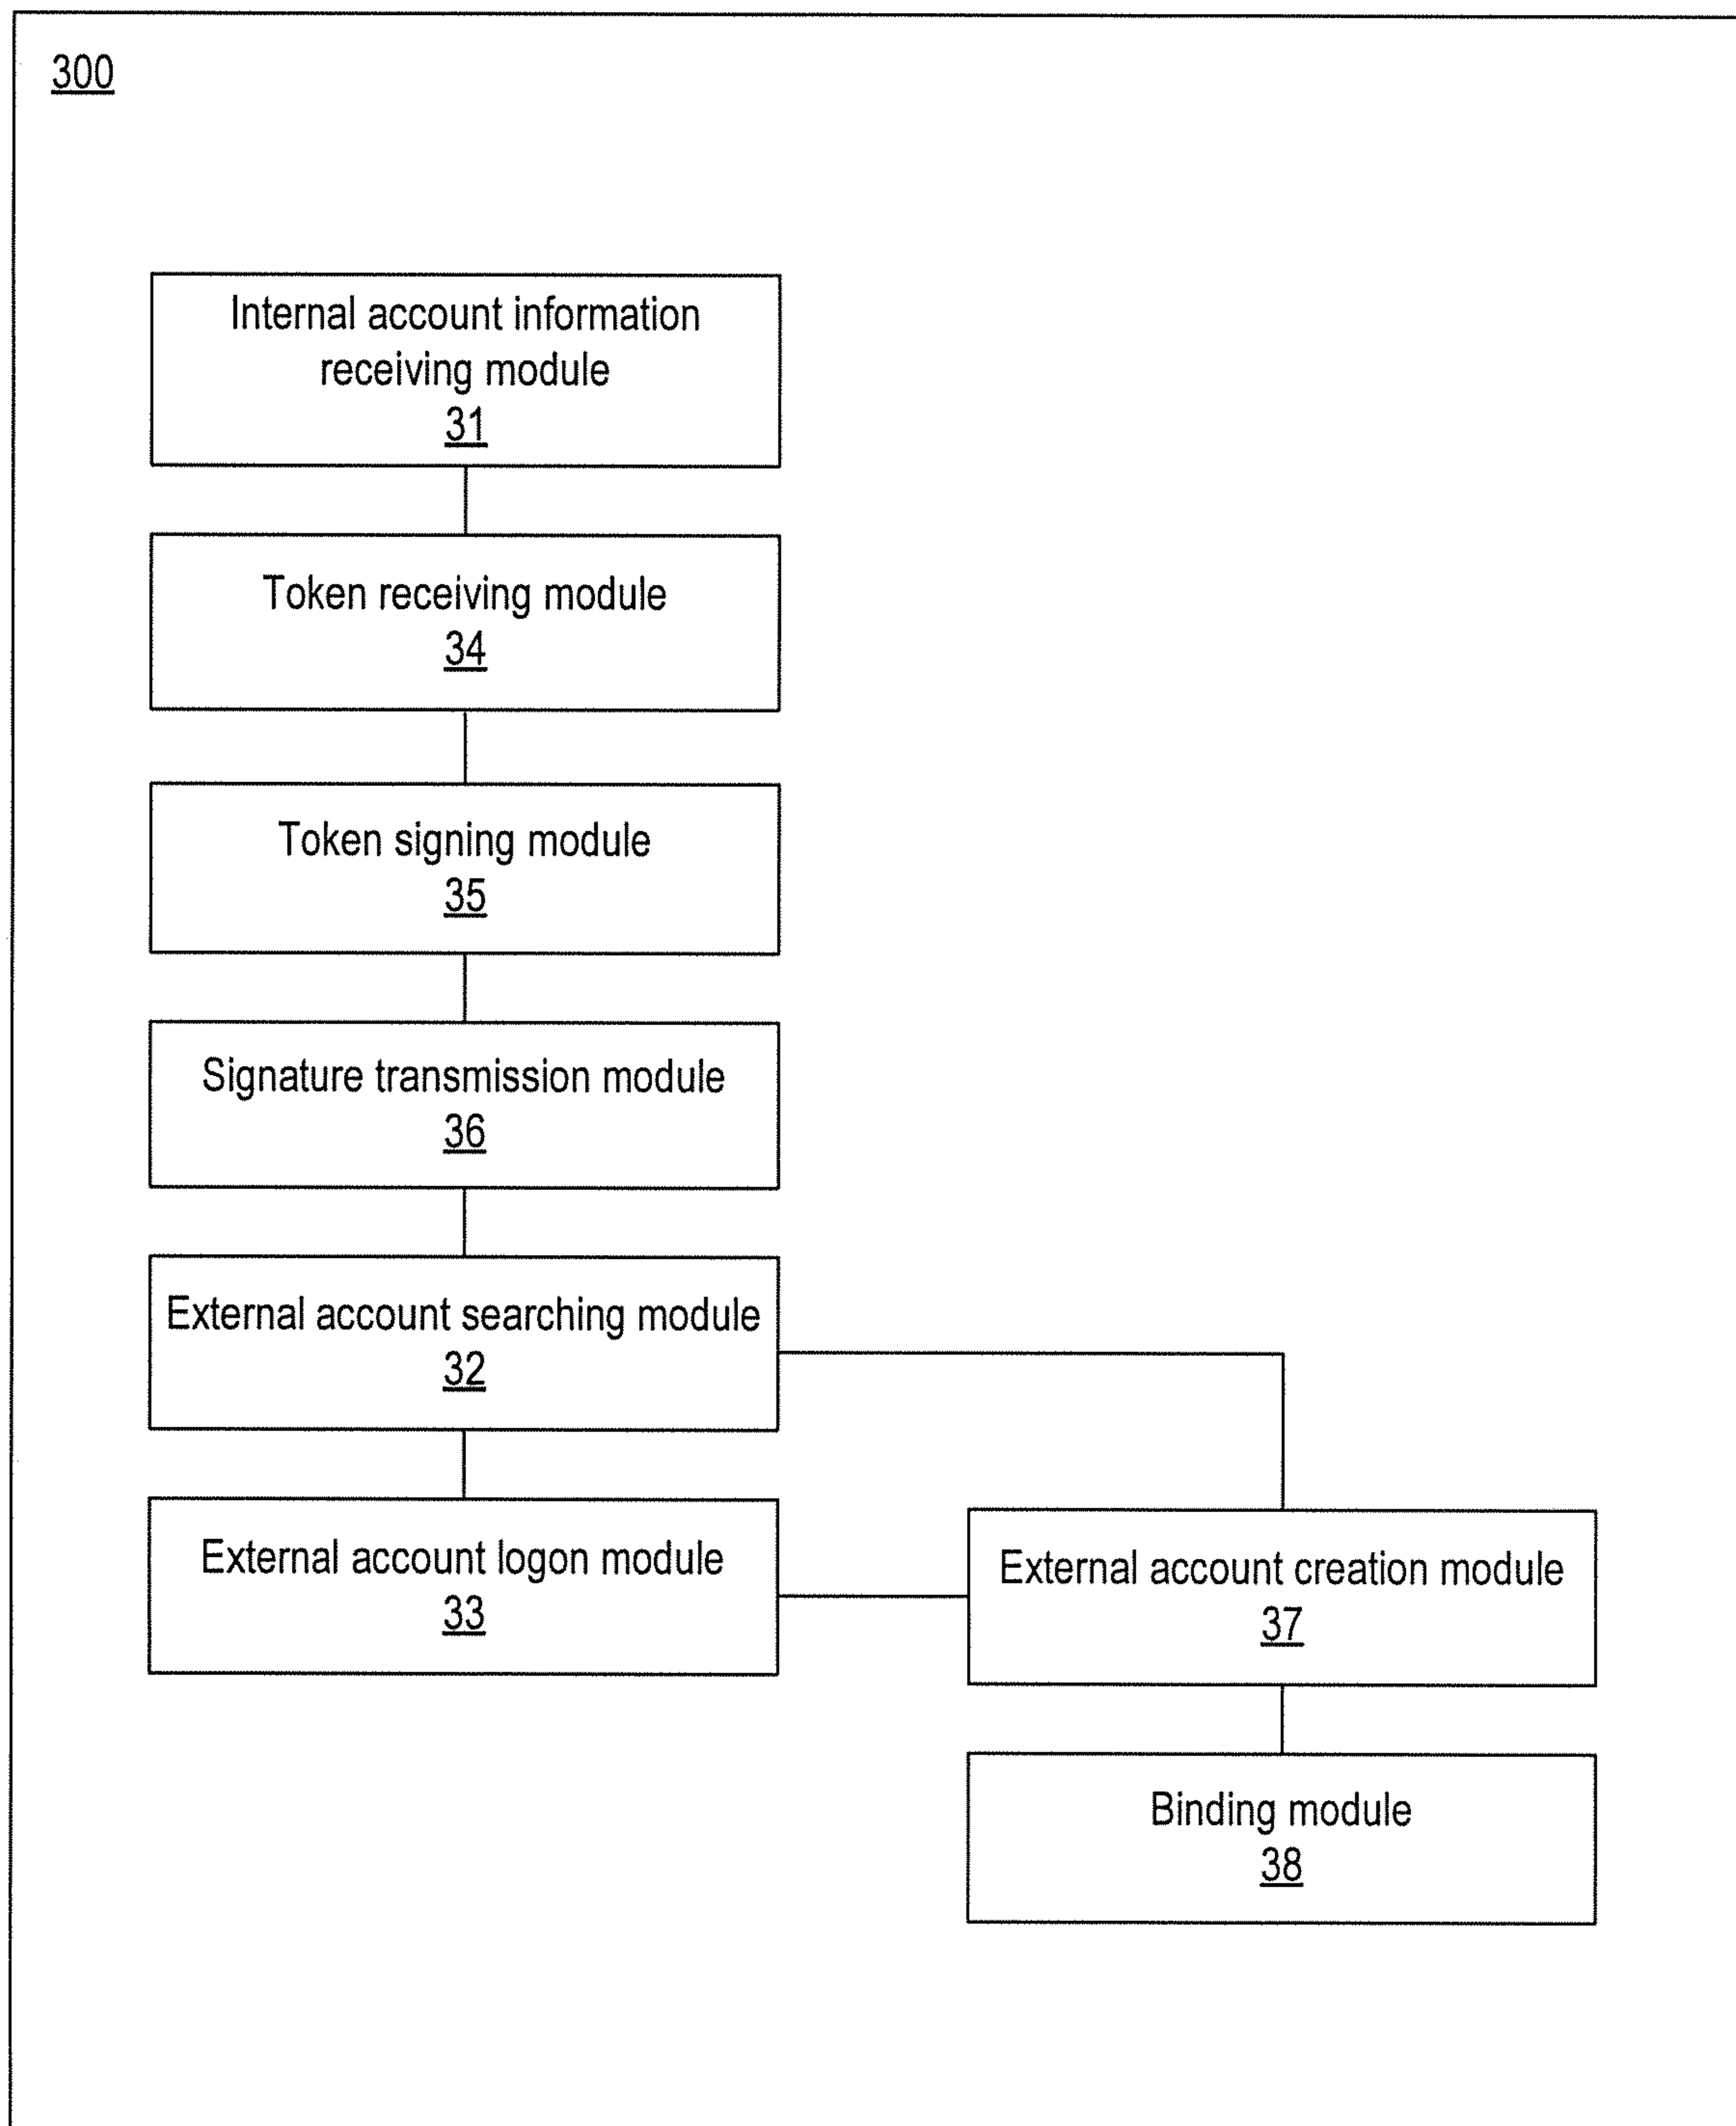 300
Internal account information
receiving module
31
Token receiving module
34
Token signing module
35
Signature transmission module
36
External account searching module
32
External account logon module
33
External account creation module
37
Binding module
38